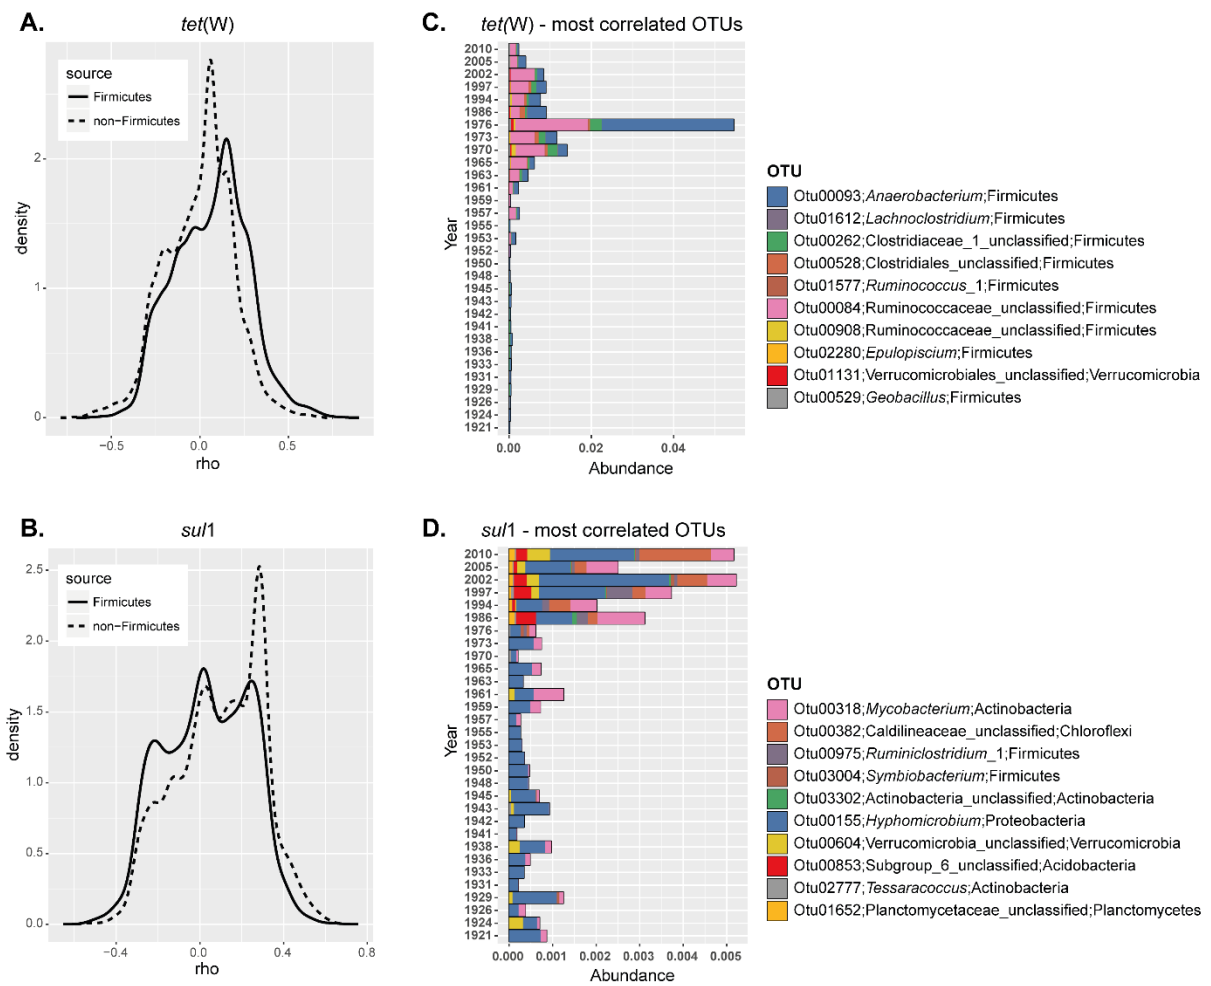 A.
tet(W)
source
Firmicutes
non−Firmicutes
density
2
1
0
−0.5
0.0
0.5
rho
C.
tet(W) - most correlated OTUs
Year
2010
2005
2002
1997
1994
1986
1976
1973
1970
1965
1963
1961
1959
1957
1955
1953
1952
1950
1948
1945
1943
1942
1941
1938
1936
1933
1931
1929
1926
1924
1921
0.00
0.02
0.04
Abundance
OTU
Otu00093;Anaerobacterium;Firmicutes
Otu01612;Lachnoclostridium;Firmicutes
Otu00262;Clostridiaceae_1_unclassified;Firmicutes
Otu00528;Clostridiales_unclassified;Firmicutes
Otu01577;Ruminococcus_1;Firmicutes
Otu00084;Ruminococcaceae_unclassified;Firmicutes
Otu00908;Ruminococcaceae_unclassified;Firmicutes
Otu02280;Epulopiscium;Firmicutes
Otu01131;Verrucomicrobiales_unclassified;Verrucomicrobia
Otu00529;Geobacillus;Firmicutes
B.
sul1
source
Firmicutes
non−Firmicutes
density
2.5
2.0
1.5
1.0
0.5
0.0
−0.4
0.0
0.4
0.8
rho
D.
sul1 - most correlated OTUs
Year
2010
2005
2002
1997
1994
1986
1976
1973
1970
1965
1963
1961
1959
1957
1955
1953
1952
1950
1948
1945
1943
1942
1941
1938
1936
1933
1931
1929
1926
1924
1921
0.000
0.001
0.002
0.003
0.004
0.005
Abundance
OTU
Otu00318;Mycobacterium;Actinobacteria
Otu00382;Caldilineaceae_unclassified;Chloroflexi
Otu00975;Ruminiclostridium_1;Firmicutes
Otu03004;Symbiobacterium;Firmicutes
Otu03302;Actinobacteria_unclassified;Actinobacteria
Otu00155;Hyphomicrobium;Proteobacteria
Otu00604;Verrucomicrobia_unclassified;Verrucomicrobia
Otu00853;Subgroup_6_unclassified;Acidobacteria
Otu02777;Tessaracoccus;Actinobacteria
Otu01652;Planctomycetaceae_unclassified;Planctomycetes